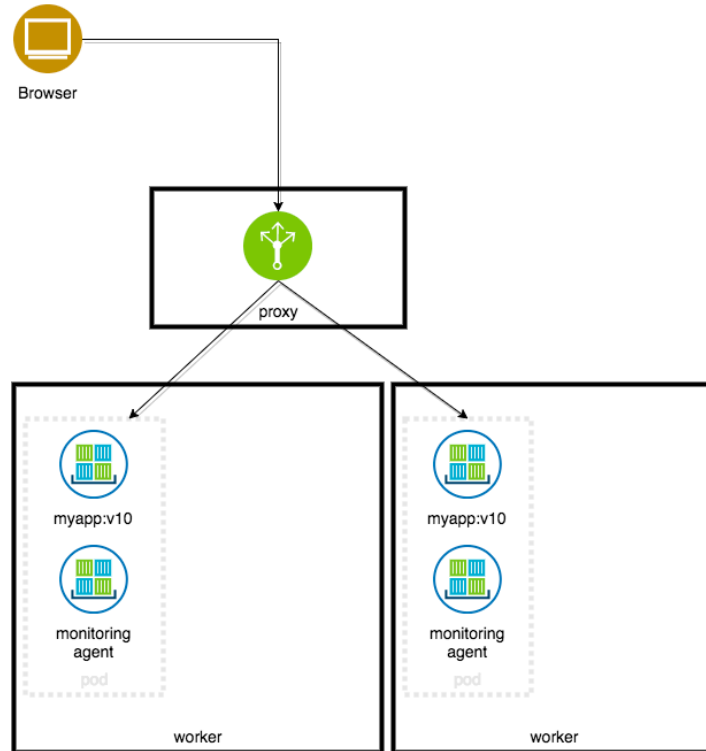 Browser
proxy
myapp:v10
monitoring
agent
pod
worker
myapp:v10
monitoring
agent
pod
worker